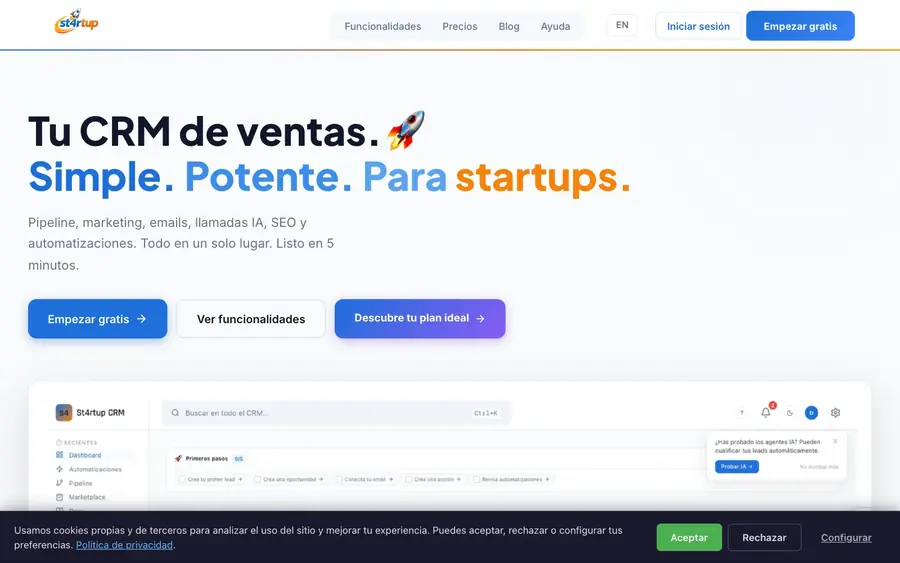 st4rtup
Funcionalidades Precios Blog Ayuda EN Iniciar sesión Empezar gratis
Tu CRM de ventas. 🚀
Simple. Potente. Para startups.
Pipeline, marketing, emails, llamadas IA, SEO y
automatizaciones. Todo en un solo lugar. Listo en 5
minutos.
Empezar gratis →
Ver funcionalidades
Descubre tu plan ideal →
S4 St4rtup CRM
Buscar en todo el CRM... Ctrl+K
? D
RECIENTES
Dashboard
Automatizaciones
Pipeline
Marketplace
🚀 Primeros pasos 0/5
Crea tu primer lead → Crea una oportunidad → Conecta tu email → Crea una acción → Revisa automatizaciones →
¿Has probado los agentes IA? Pueden
cualificar tus leads automáticamente.
Probar IA → No mostrar más
Usamos cookies propias y de terceros para analizar el uso del sitio y mejorar tu experiencia. Puedes aceptar, rechazar o configurar tus
preferencias. Política de privacidad.
Aceptar
Rechazar
Configurar